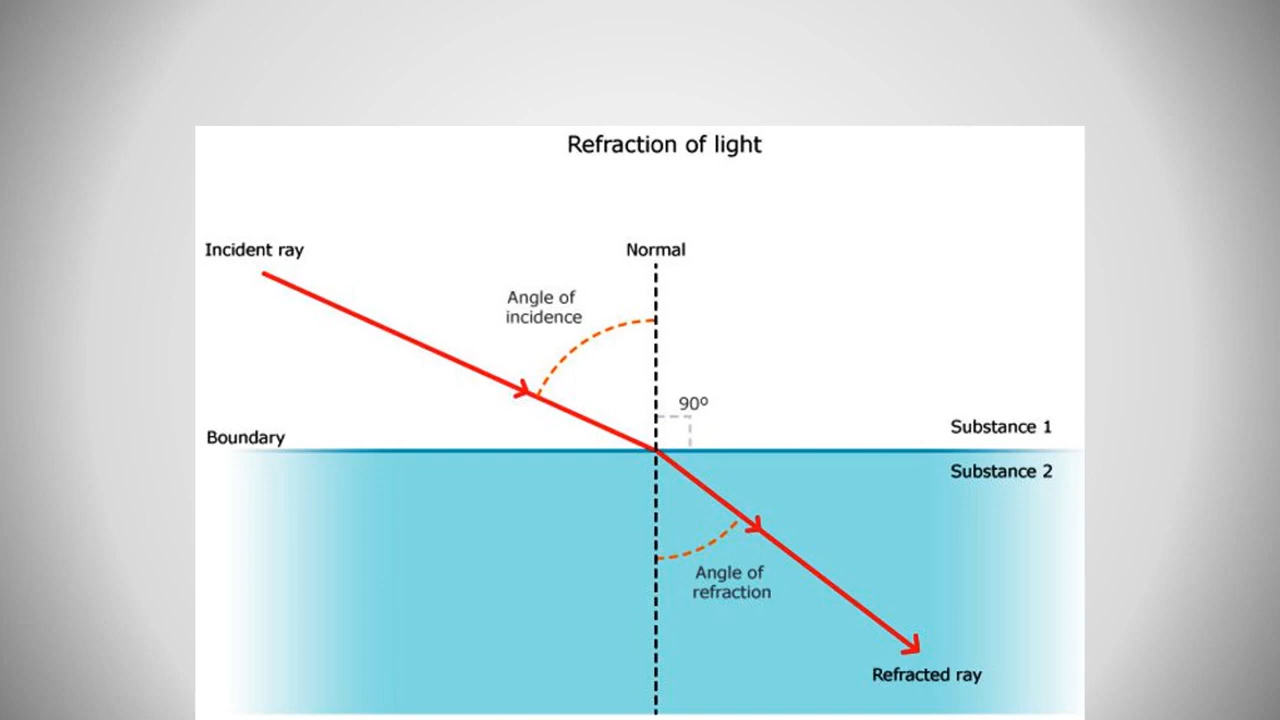 Refraction of light
Incident ray
Normal
Angle of
incidence
90º
Boundary
Substance 1
Substance 2
Angle of
refraction
Refracted ray